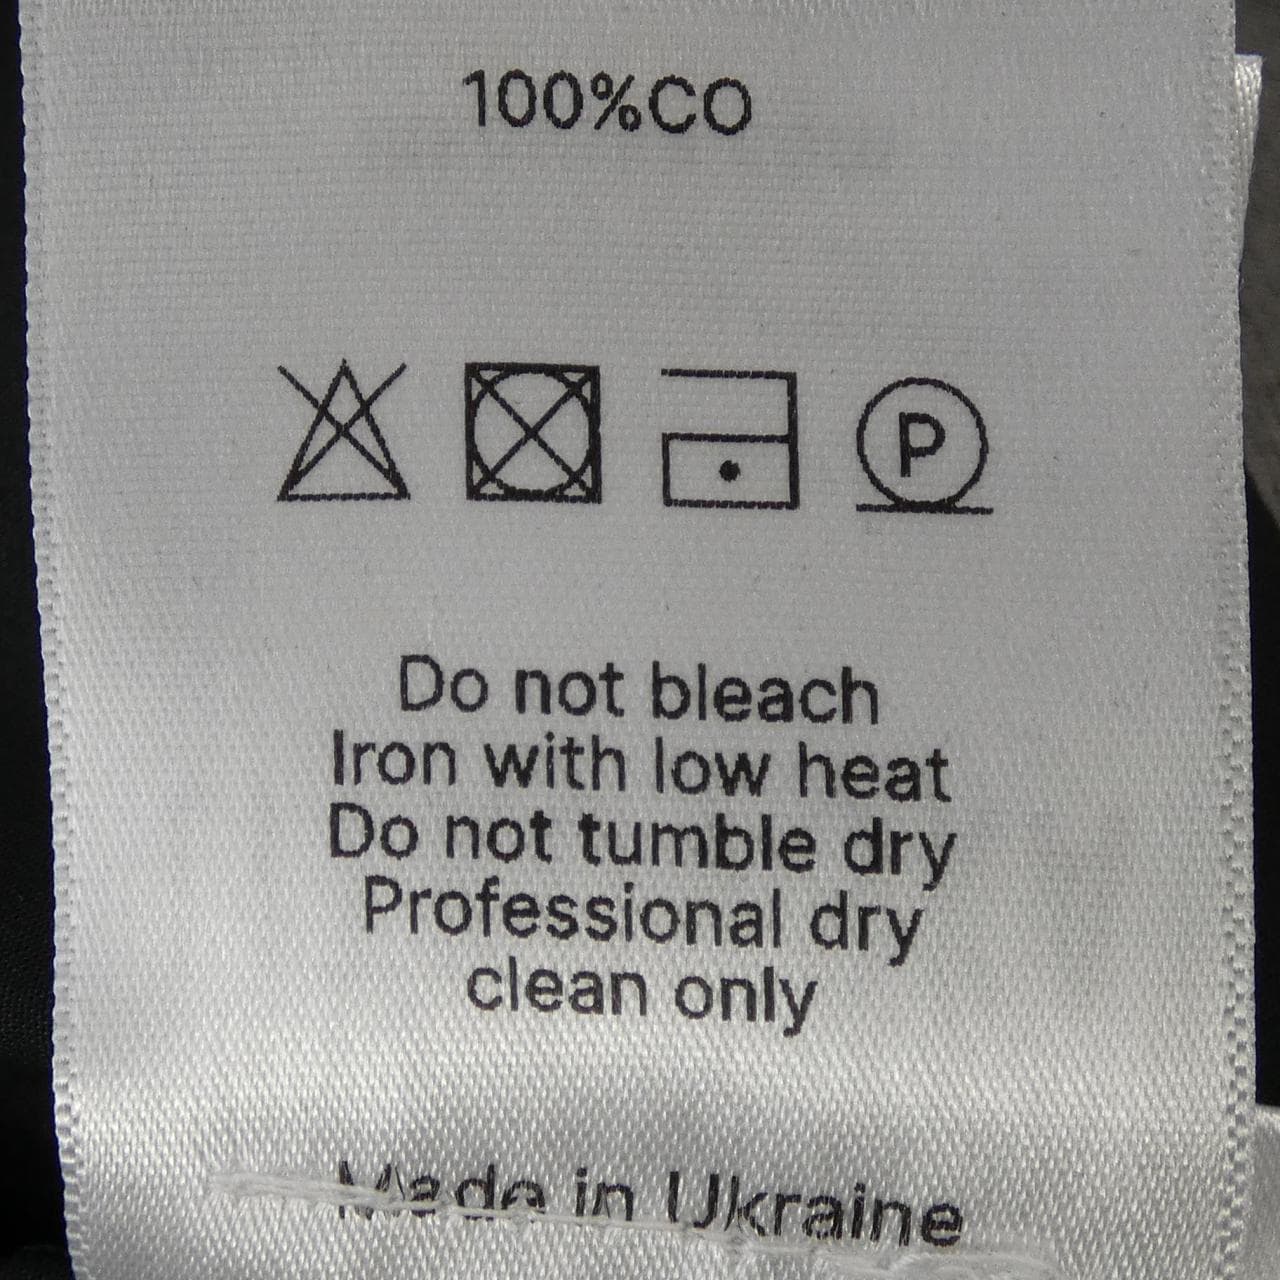 100%CO
P
Do not bleach
Iron with low heat
Do not tumble dry
Professional dry
clean only
Made in Ukraine